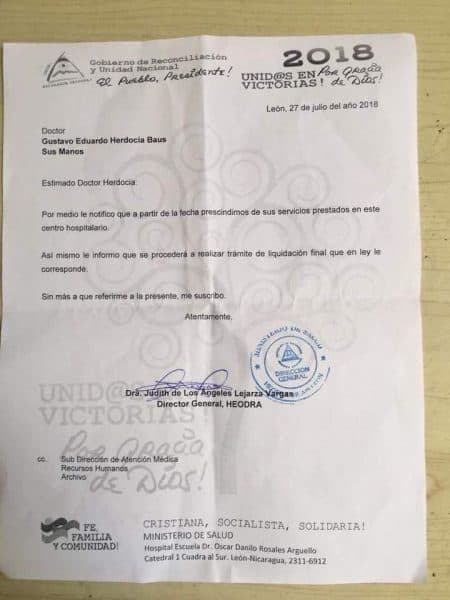 Gobierno de Reconciliación
y Unidad Nacional
El Pueblo, Presidente!
2018
UNID@S EN Por Gracia
VICTORIAS! de Dios!
León, 27 de julio del año 2018
Doctor
Gustavo Eduardo Herdocia Baus
Sus Manos
Estimado Doctor Herdocia:
Por medio le notifico que a partir de la fecha prescindimos de sus servicios prestados en este
centro hospitalario.
Así mismo le informo que se procederá a realizar trámite de liquidación final que en ley le
corresponde.
Sin más a que referirme a la presente, me suscribo.
Atentamente,
MINISTERIO DE SALUD
DIRECCION
GENERAL
Dra. Judith de Los Angeles Lejarza Vargas
Director General, HEODRA
UNID@S EN
VICTORIAS
Por Gracia
de Dios!
cc. Sub Dirección de Atención Médica
Recursos Humanos
Archivo
FE,
FAMILIA
Y COMUNIDAD!
CRISTIANA, SOCIALISTA, SOLIDARIA!
MINISTERIO DE SALUD
Hospital Escuela Dr. Oscar Danilo Rosales Arguello
Catedral 1 Cuadra al Sur. León-Nicaragua, 2311-6912